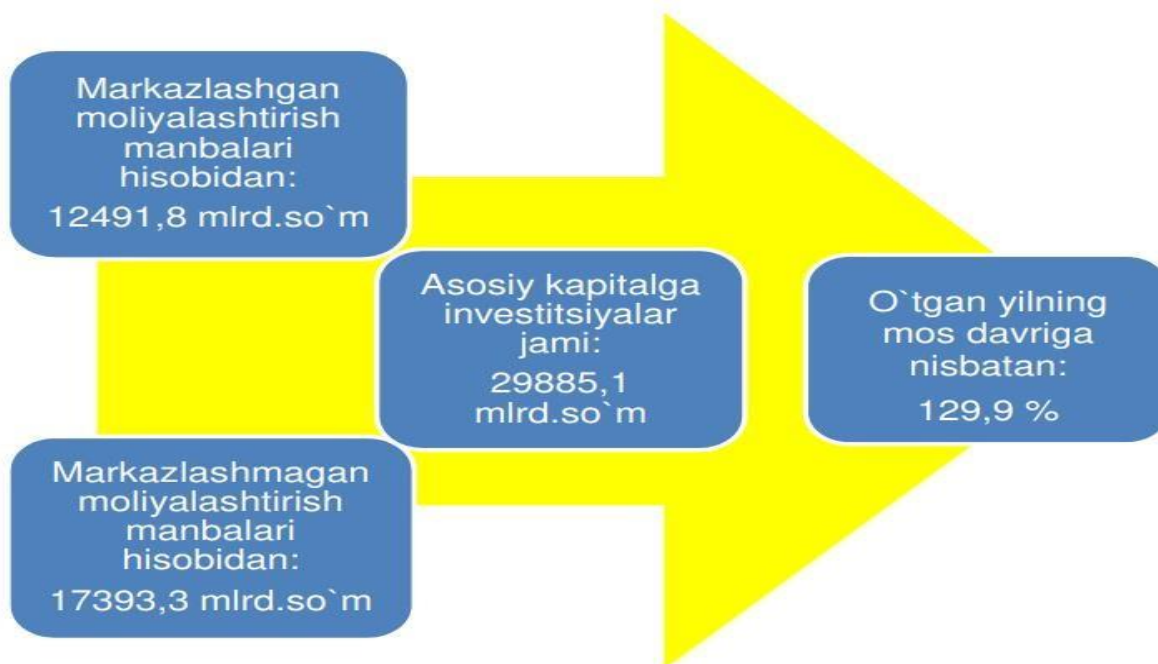 Markazlashgan
moliyalashtirish
manbalari
hisobidan:
12491,8 mlrd.so`m
Asosiy kapitalga
investitsiyalar
jami:
29885,1
mlrd.so`m
O`tgan yilning
mos davriga
nisbatan:
129,9 %
Markazlashmagan
moliyalashtirish
manbalari
hisobidan:
17393,3 mlrd.so`m